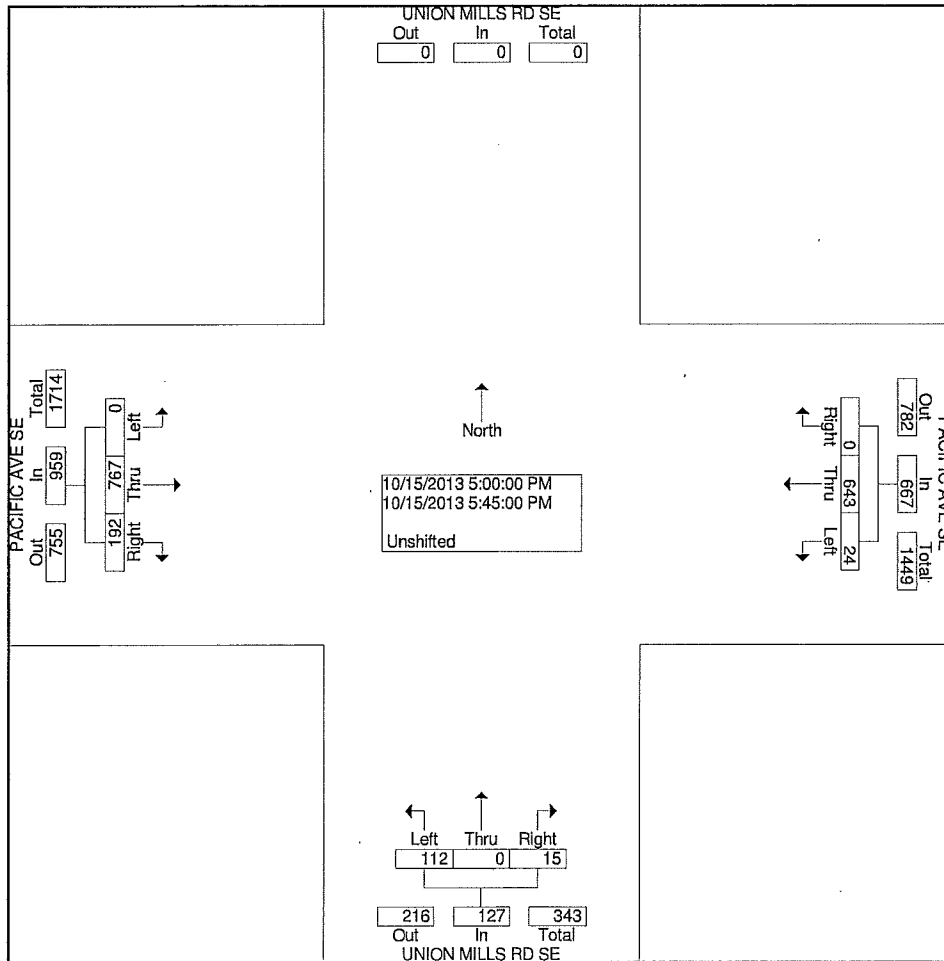 UNION MILLS RD SE
Out In Total
0 0 0
PACIFIC AVE SE
Total In Out
1714 959 755
0 767 192
Left Thru Right
North
10/15/2013 5:00:00 PM
10/15/2013 5:45:00 PM
Unshifted
Right Thru Left
0 643 24
782 667 1449
Out In Total
AVE SE
Left Thru Right
112 0 15
216 127 343
Out In Total
UNION MILLS RD SE